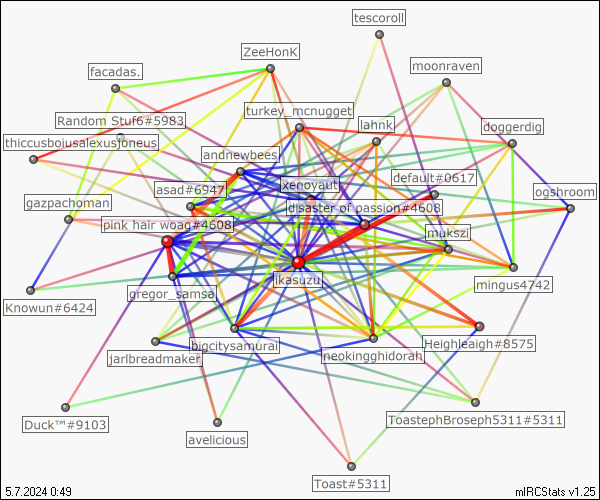 tescoroll
ZeeHonK
moonraven
facadas.
turkey_mcnugget
Random Stuf6#5983
lahnk
doggerdig
thiccusboiusalexusjoneus
andnewbees
xenoyaut
default#0617
asad#6947
ogshroom
gazpachoman
disaster of passion#4608
pink hair woag#4608
mukszi
jkasuzu
mingus4742
gregor_samsa
Knowun#6424
bigcitysamurai
Heighleaigh#8575
jarlbreadmaker
neokingghidorah
ToastephBroseph5311#5311
Duck™#9103
avelicious
Toast#5311
5.7.2024 0:49
mIRCStats v1.25